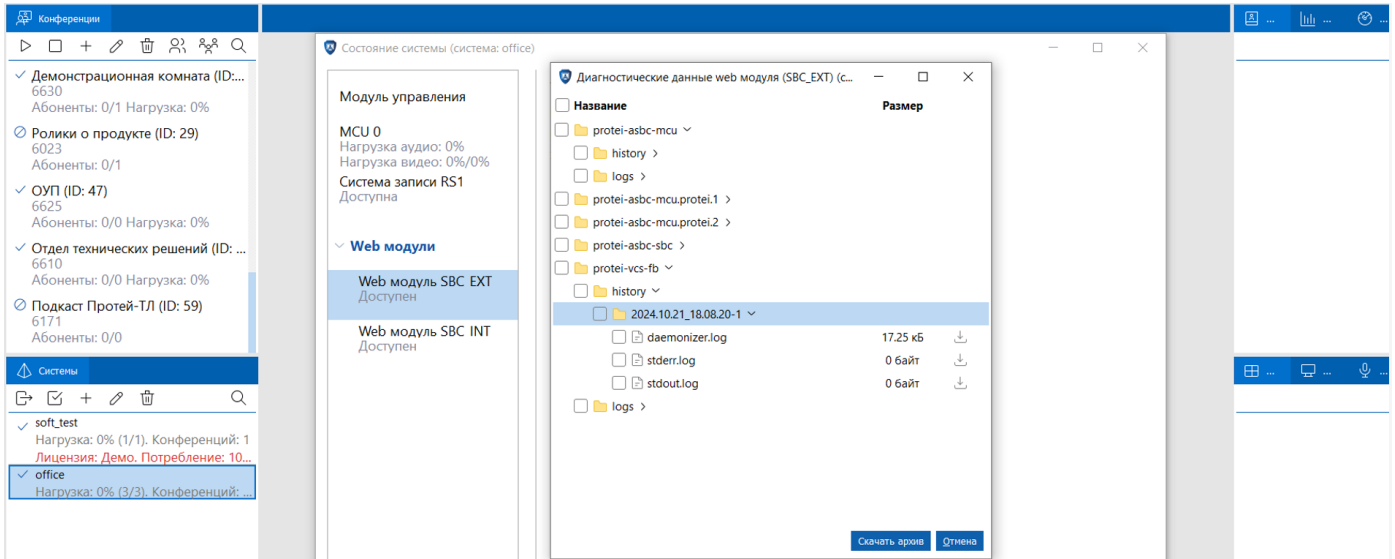 Конференции
Демонстрационная комната (ID:...
6630
Абоненты: 0/1 Нагрузка: 0%
Ролики о продукте (ID: 29)
6023
Абоненты: 0/1
ОУП (ID: 47)
6625
Абоненты: 0/0 Нагрузка: 0%
Отдел технических решений (ID: ...
6610
Абоненты: 0/0 Нагрузка: 0%
Подкаст Протей-ТЛ (ID: 59)
6171
Абоненты: 0/0
Системы
soft_test
Нагрузка: 0% (1/1). Конференций: 1
Лицензия: Демо. Потребление: 10...
office
Нагрузка: 0% (3/3). Конференций: ...
Состояние системы (система: office)
Модуль управления
MCU 0
Нагрузка аудио: 0%
Нагрузка видео: 0%/0%
Система записи RS1
Доступна
Web модули
Web модуль SBC_EXT
Доступен
Web модуль SBC_INT
Доступен
Диагностические данные web модуля (SBC_EXT) (с...
Название Размер
protei-asbc-mcu
history
logs
protei-asbc-mcu.protei.1
protei-asbc-mcu.protei.2
protei-asbc-sbc
protei-vcs-fb
history
2024.10.21_18.08.20-1
daemonizer.log 17.25 кБ
stderr.log 0 байт
stdout.log 0 байт
logs
Скачать архив Отмена
... ... ...
... ... ...